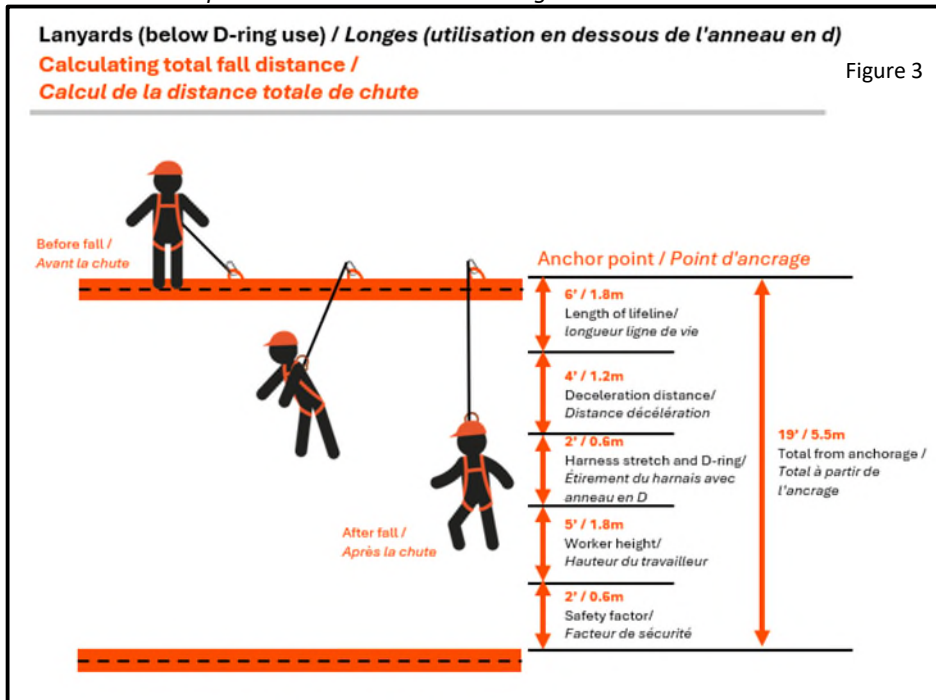 Lanyards (below D-ring use) / Longes (utilisation en dessous de l'anneau en d)
Calculating total fall distance /
Calcul de la distance totale de chute
Figure 3
Before fall /
Avant la chute
Anchor point / Point d'ancrage
6' / 1.8m
Length of lifeline/
longueur ligne de vie
4' / 1.2m
Deceleration distance/
Distance décélération
2' / 0.6m
Harness stretch and D-ring/
Étirement du harnais avec
anneau en D
5' / 1.8m
Worker height/
Hauteur du travailleur
2' / 0.6m
Safety factor/
Facteur de sécurité
19' / 5.5m
Total from anchorage /
Total à partir de
l'ancrage
After fall /
Après la chute